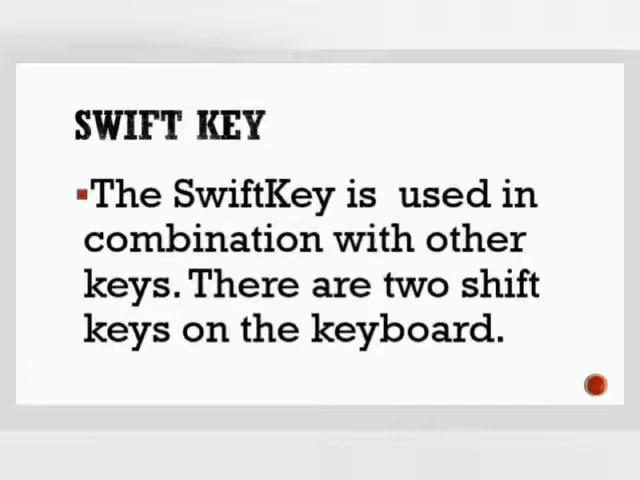 SWIFT KEY
▪The SwiftKey is used in
combination with other
keys. There are two shift
keys on the keyboard.